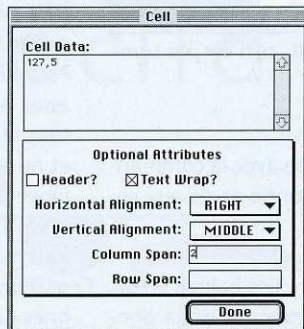 Cell
Cell Data:
127,5
Optional Attributes
Header? Text Wrap?
Horizontal Alignment: RIGHT
Vertical Alignment: MIDDLE
Column Span: 2
Row Span:
Done